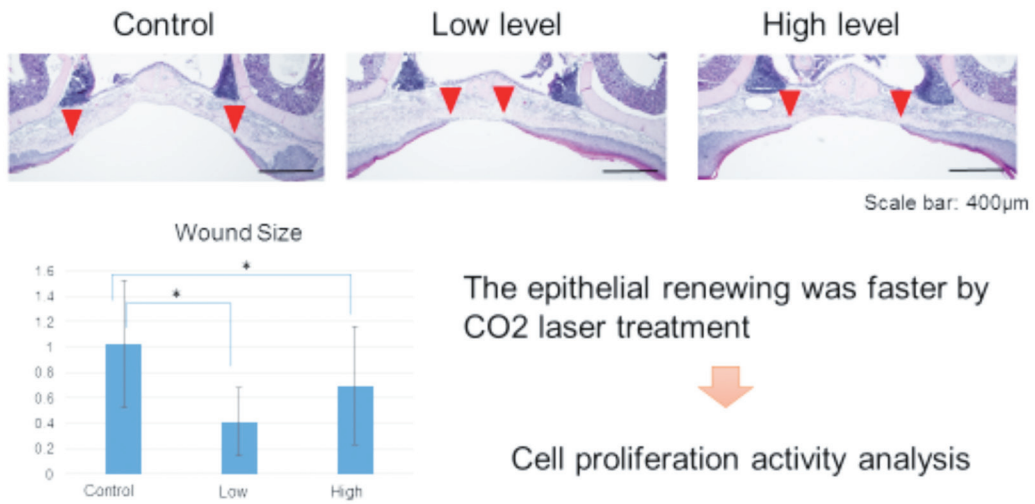 Control
Low level
High level
Scale bar: 400µm
Wound Size
1.6
1.4
1.2
1
0.8
0.6
0.4
0.2
0
*
*
Control
Low
High
The epithelial renewing was faster by
CO2 laser treatment
Cell proliferation activity analysis